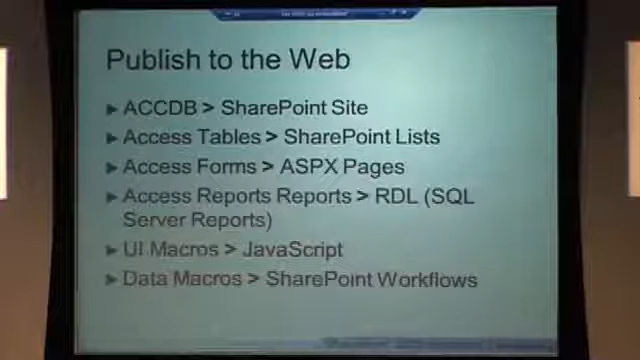 Publish to the Web
► ACCDB > SharePoint Site
► Access Tables > SharePoint Lists
► Access Forms > ASPX Pages
► Access Reports Reports > RDL (SQL
Server Reports)
► UI Macros > JavaScript
► Data Macros > SharePoint Workflows